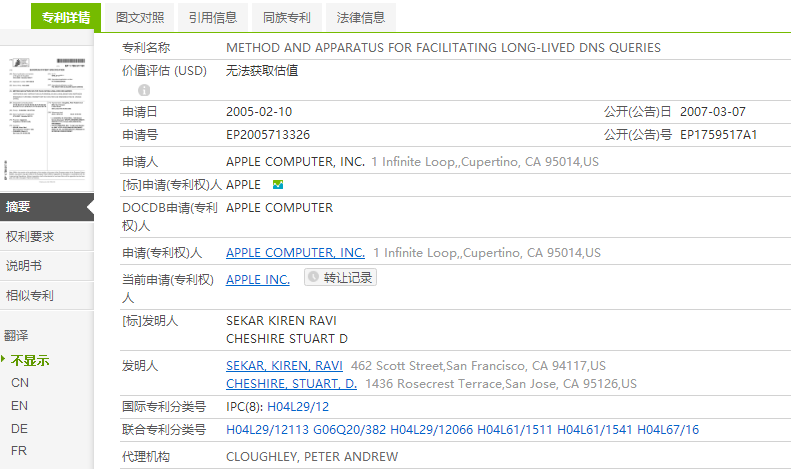 专利详情 图文对照 引用信息 同族专利 法律信息
专利名称 METHOD AND APPARATUS FOR FACILITATING LONG-LIVED DNS QUERIES
价值评估 (USD) 无法获取估值
申请日 2005-02-10 公开(公告)日 2007-03-07
申请号 EP2005713326 公开(公告)号 EP1759517A1
申请人 APPLE COMPUTER, INC. 1 Infinite Loop,,Cupertino, CA 95014,US
[标]申请(专利权)人 APPLE
DOCDB申请(专利权)人 APPLE COMPUTER
申请(专利权)人 APPLE COMPUTER, INC. 1 Infinite Loop,,Cupertino, CA 95014,US
当前申请(专利权)人 APPLE INC. 转让记录
[标]发明人 SEKAR KIREN RAVI
CHESHIRE STUART D
发明人 SEKAR, KIREN, RAVI 462 Scott Street,San Francisco, CA 94117,US
CHESHIRE, STUART, D. 1436 Rosecrest Terrace,San Jose, CA 95126,US
国际专利分类号 IPC(8): H04L29/12
联合专利分类号 H04L29/12113 G06Q20/382 H04L29/12066 H04L61/1511 H04L61/1541 H04L67/16
代理机构 CLOUGHLEY, PETER ANDREW
摘要
权利要求
说明书
相似专利
翻译
不显示
CN
EN
DE
FR